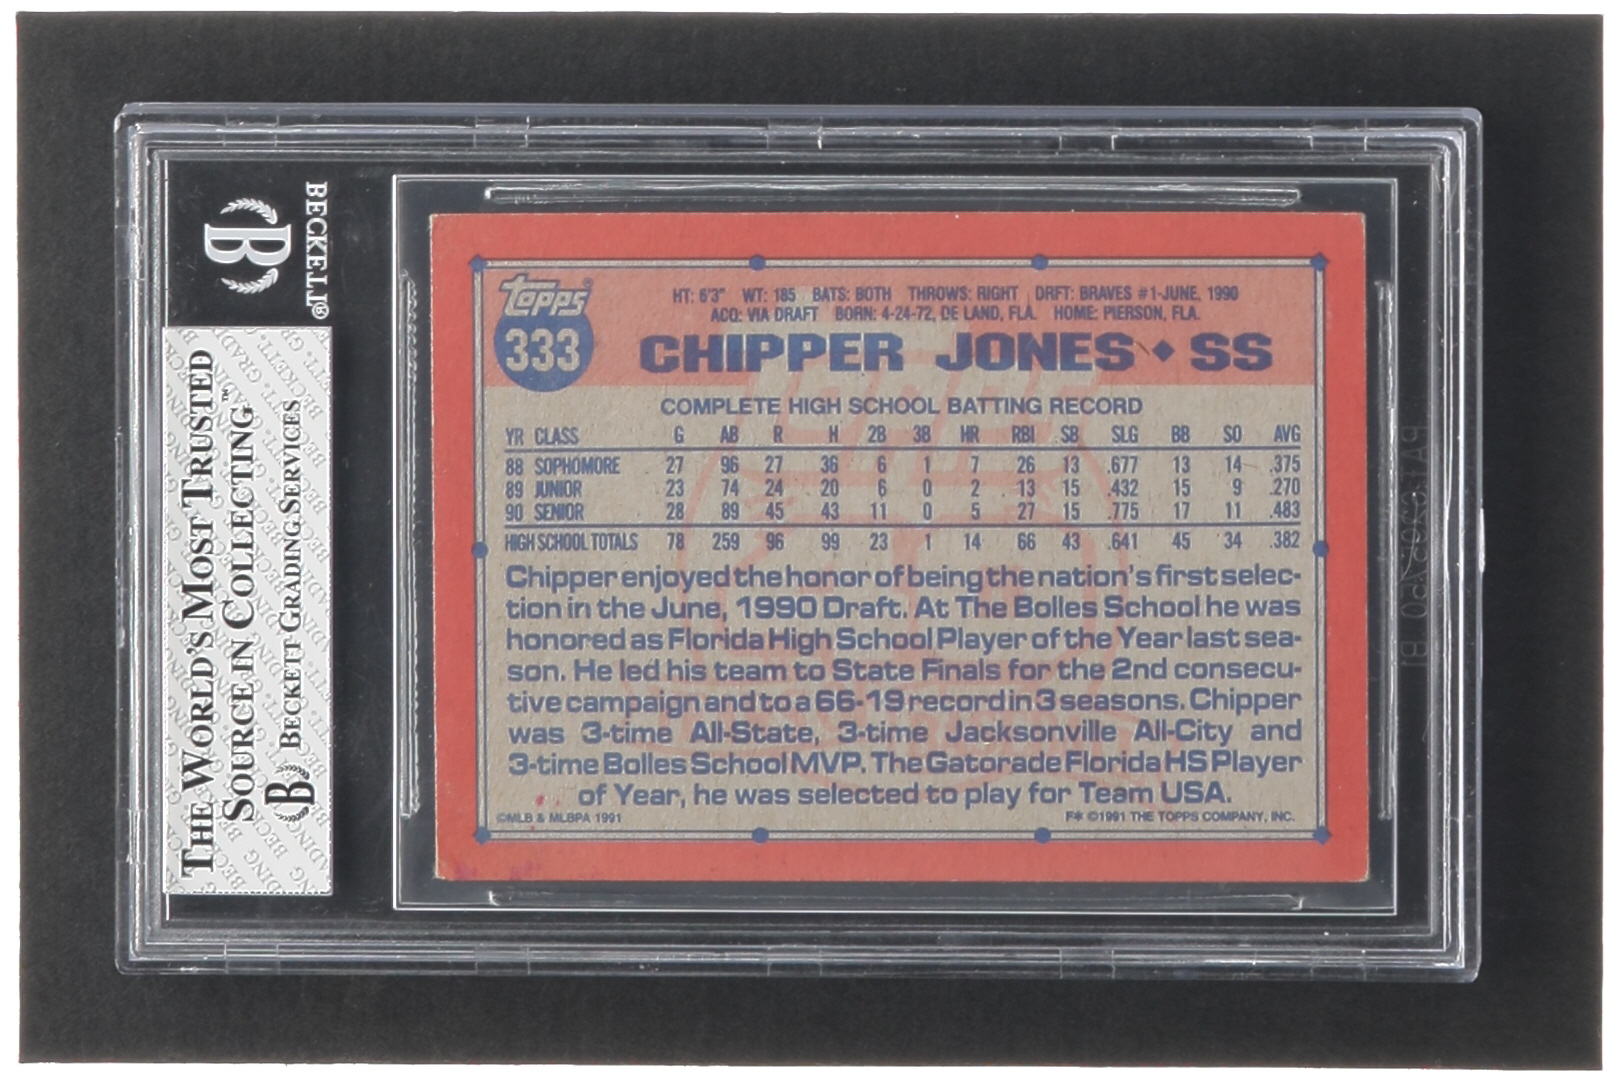 BECKETT®
B
THE WORLD'S MOST TRUSTED
SOURCE IN COLLECTING™
B BECKETT GRADING SERVICES
topps®
333
HT: 6'3" WT: 185 BATS: BOTH THROWS: RIGHT DRFT: BRAVES #1-JUNE, 1990
ACQ: VIA DRAFT BORN: 4-24-72, DE LAND, FLA. HOME: PIERSON, FLA.
CHIPPER JONES ◆ SS
COMPLETE HIGH SCHOOL BATTING RECORD
YR CLASS G AB R H 2B 3B HR RBI SB SLG BB SO AVG
88 SOPHOMORE 27 96 27 36 6 1 7 26 13 .677 13 14 .375
89 JUNIOR 23 74 24 20 6 0 2 13 15 .432 15 9 .270
90 SENIOR 28 89 45 43 11 0 5 27 15 .775 17 11 .483
HIGH SCHOOL TOTALS 78 259 96 99 23 1 14 66 43 .641 45 34 .382
Chipper enjoyed the honor of being the nation's first selec-
tion in the June, 1990 Draft. At The Bolles School he was
honored as Florida High School Player of the Year last sea-
son. He led his team to State Finals for the 2nd consecu-
tive campaign and to a 66-19 record in 3 seasons. Chipper
was 3-time All-State, 3-time Jacksonville All-City and
3-time Bolles School MVP. The Gatorade Florida HS Player
of Year, he was selected to play for Team USA.
©MLB & MLBPA 1991
F* ©1991 THE TOPPS COMPANY, INC.